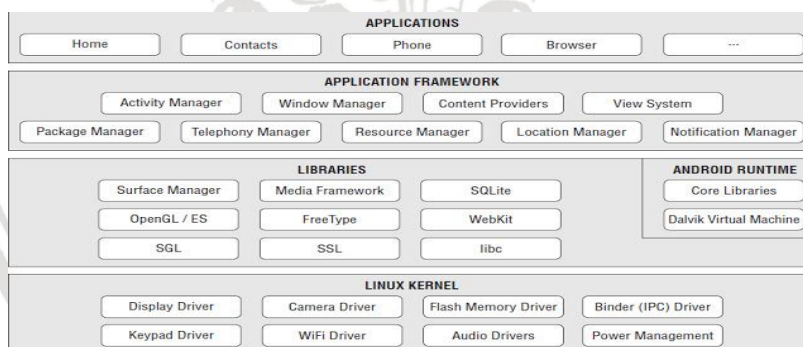 APPLICATIONS
Home Contacts Phone Browser ---
APPLICATION FRAMEWORK
Activity Manager Window Manager Content Providers View System
Package Manager Telephony Manager Resource Manager Location Manager Notification Manager
LIBRARIES ANDROID RUNTIME
Surface Manager Media Framework SQLite Core Libraries
OpenGL / ES FreeType WebKit Dalvik Virtual Machine
SGL SSL libc
LINUX KERNEL
Display Driver Camera Driver Flash Memory Driver Binder (IPC) Driver
Keypad Driver WiFi Driver Audio Drivers Power Management